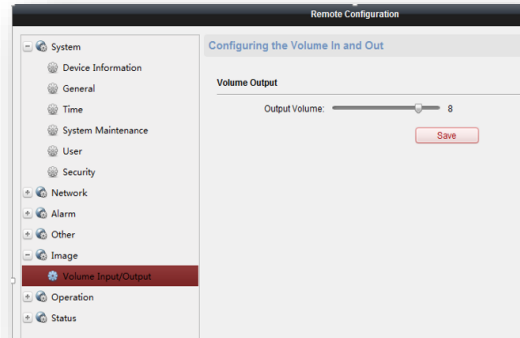 Remote Configuration
System
Device Information
General
Time
System Maintenance
User
Security
Network
Alarm
Other
Image
Volume Input/Output
Operation
Status
Configuring the Volume In and Out
Volume Output
Output Volume: 8
Save